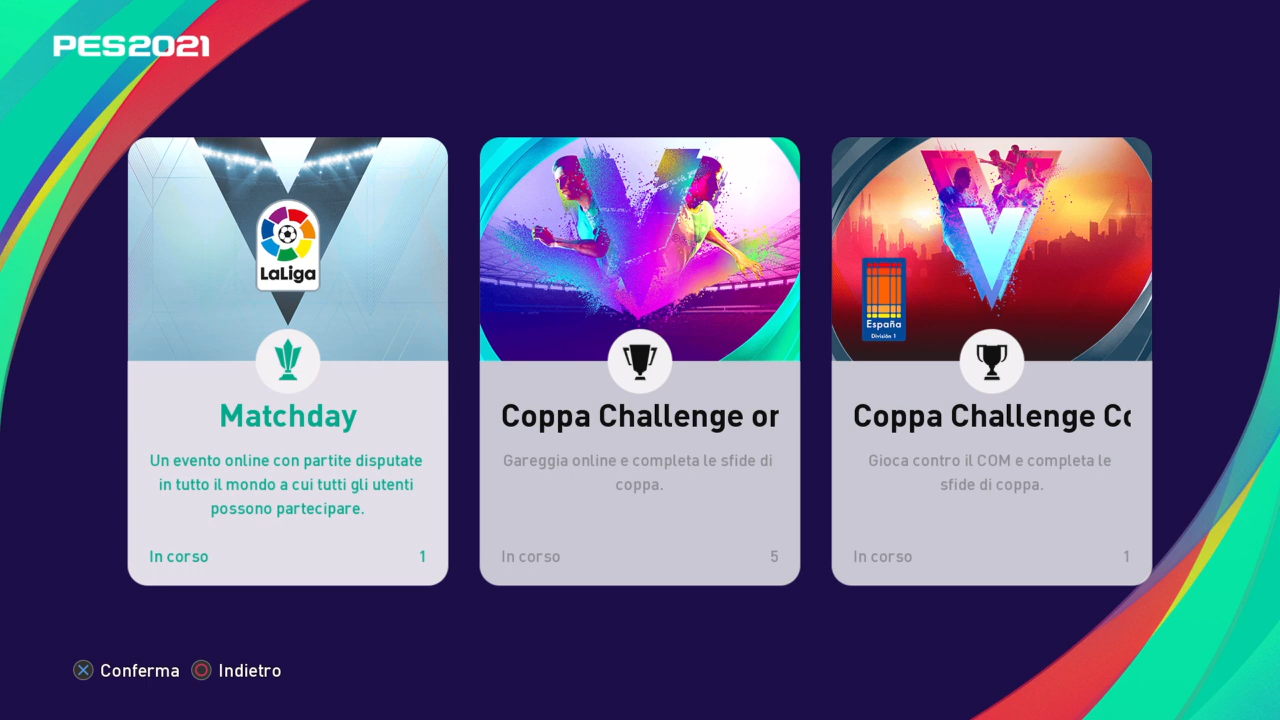 PES2021
LaLiga
Matchday
Un evento online con partite disputate
in tutto il mondo a cui tutti gli utenti
possono partecipare.
In corso 1
Coppa Challenge or
Gareggia online e completa le sfide di
coppa.
In corso 5
España
División 1
Coppa Challenge Co
Gioca contro il COM e completa le
sfide di coppa.
In corso 1
Conferma Indietro